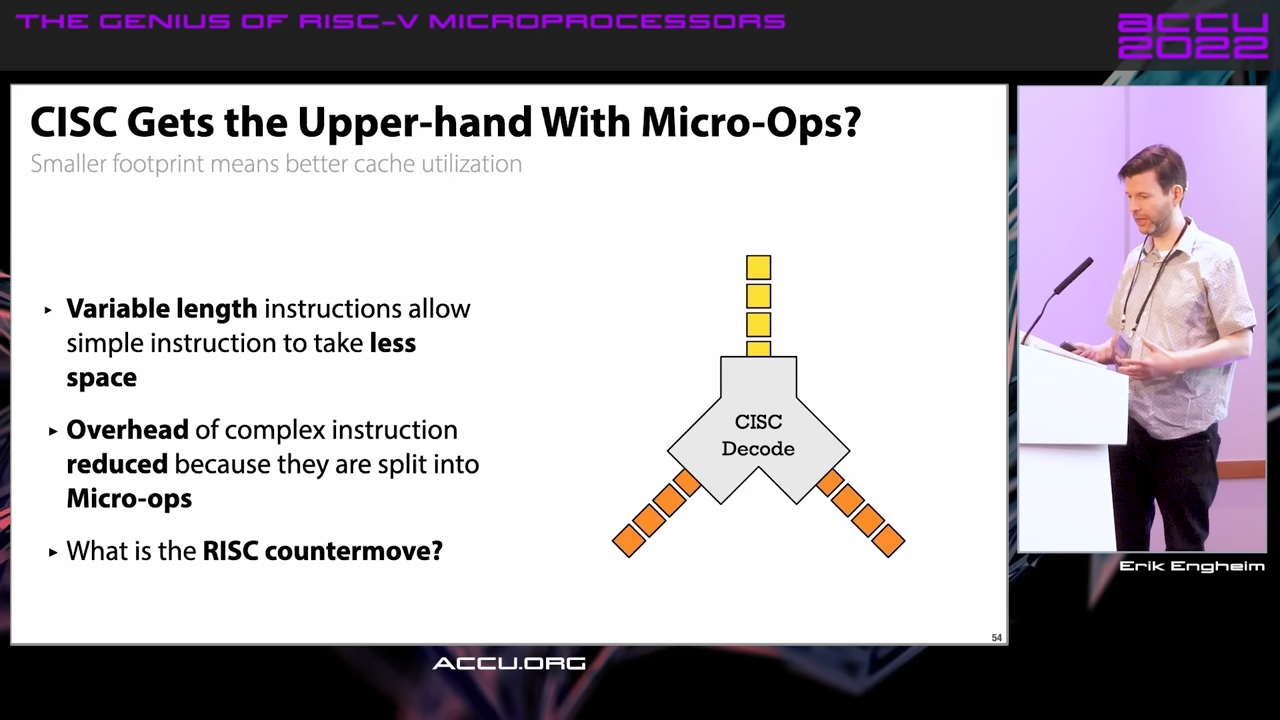 THE GENIUS OF RISC-V MICROPROCESSORS
ACCU
2022
CISC Gets the Upper-hand With Micro-Ops?
Smaller footprint means better cache utilization
▸ Variable length instructions allow
simple instruction to take less
space
▸ Overhead of complex instruction
reduced because they are split into
Micro-ops
▸ What is the RISC countermove?
CISC
Decode
54
Erik Engheim
ACCU.ORG